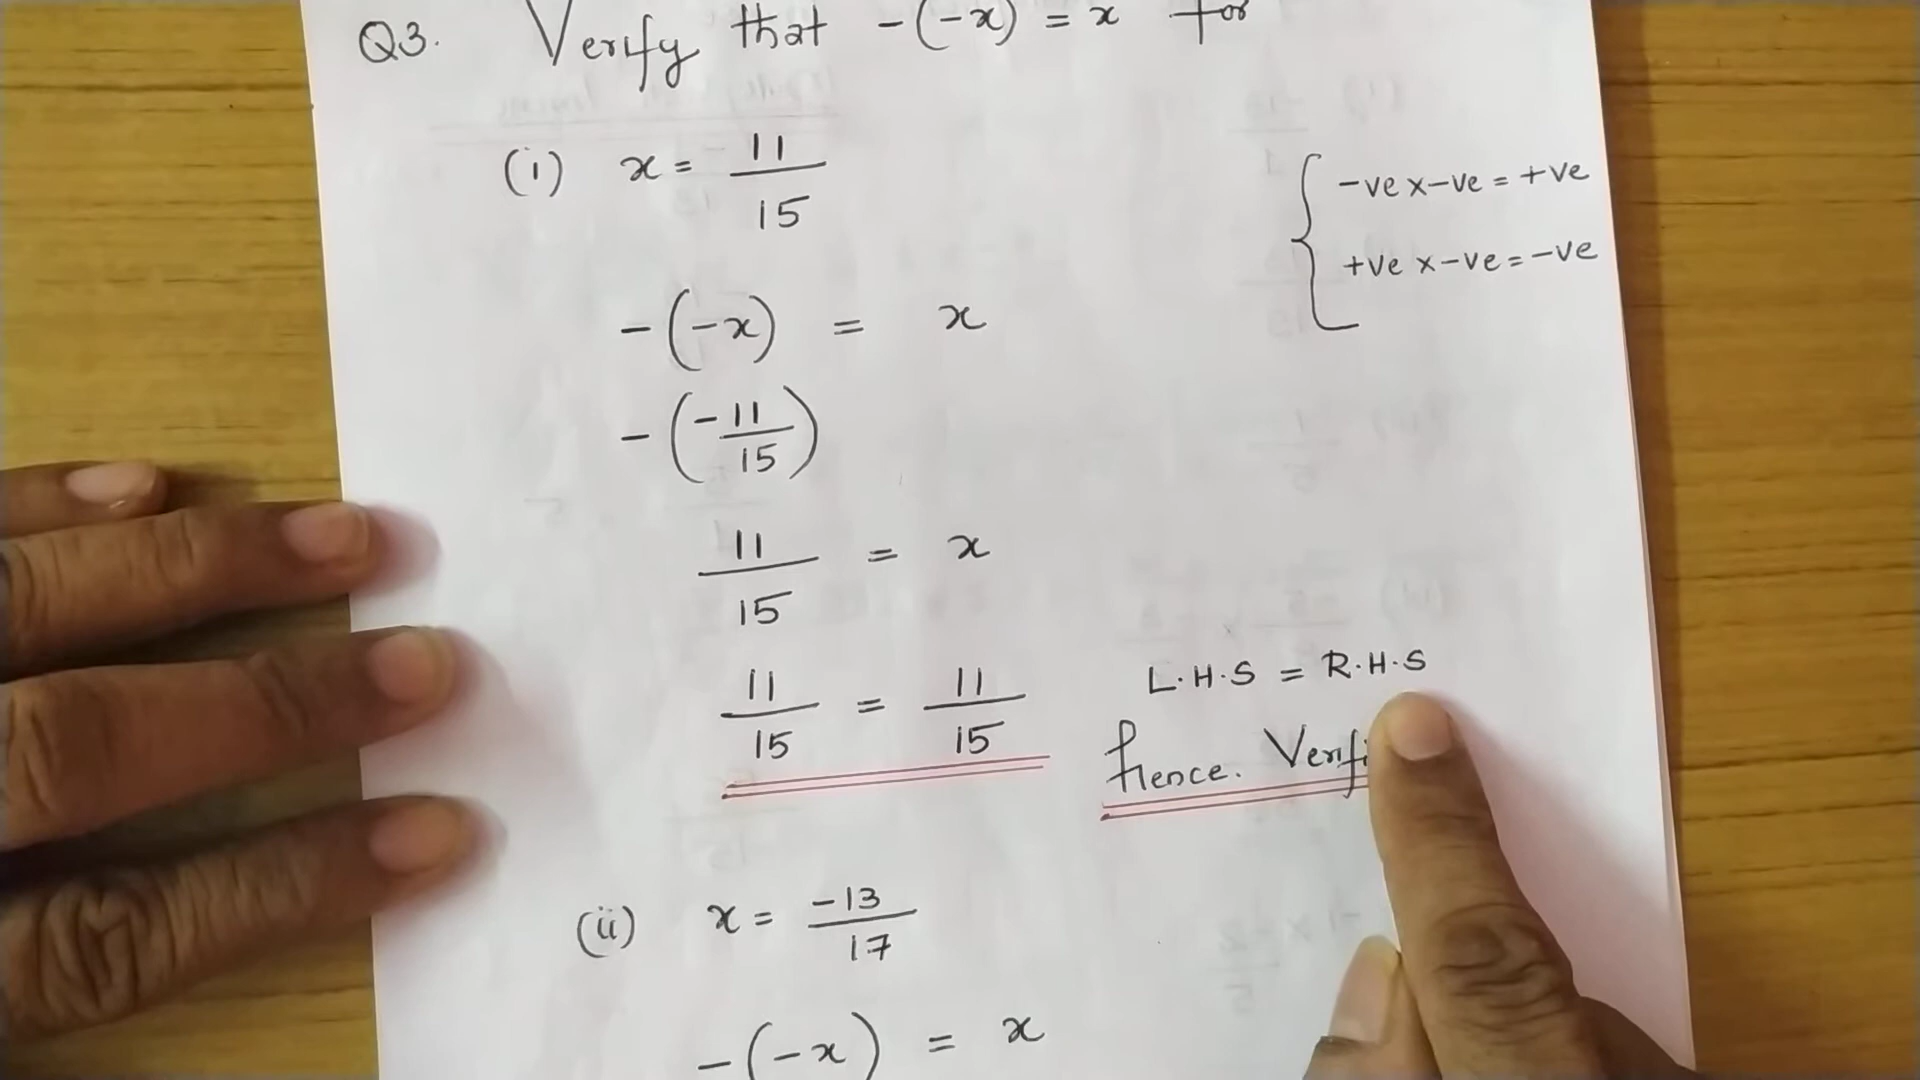 Q3. Verify that -(-x) = x for
(i) x = 11/15
-ve x -ve = +ve
+ve x -ve = -ve
-(-x) = x
-(-11/15)
11/15 = x
11/15 = 11/15
L.H.S = R.H.S
hence. Verifi
(ii) x = -13/17
-(-x) = x